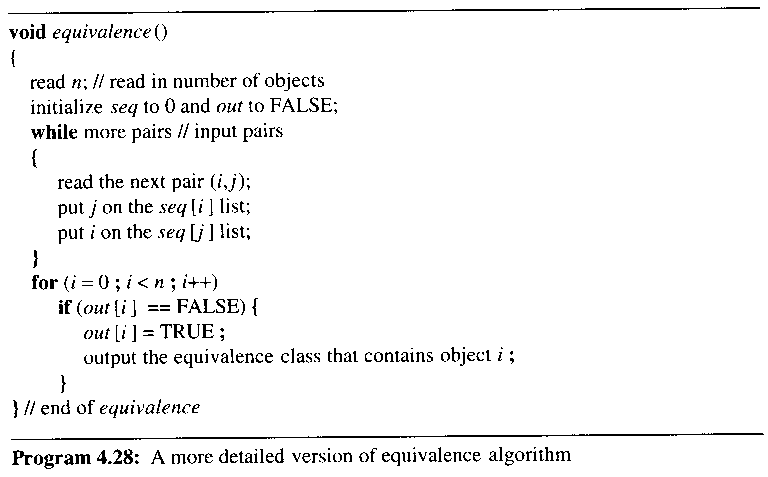 void equivalence()
{
read n; // read in number of objects
initialize seq to 0 and out to FALSE;
while more pairs // input pairs
{
read the next pair (i,j);
put j on the seq [i ] list;
put i on the seq [j ] list;
}
for (i = 0 ; i < n ; i++)
if (out [i ] == FALSE) {
out [i ] = TRUE ;
output the equivalence class that contains object i ;
}
} // end of equivalence
Program 4.28: A more detailed version of equivalence algorithm